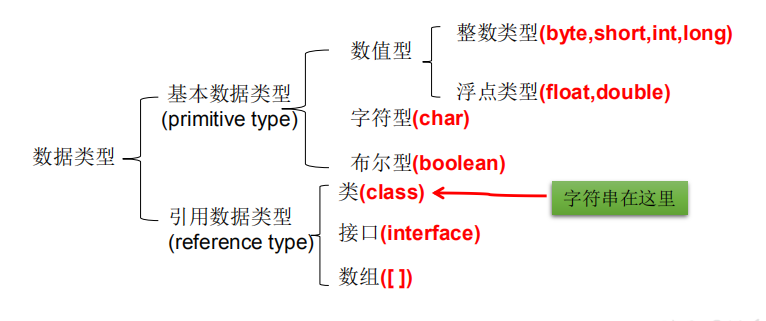 整数类型(byte,short,int,long)
数值型
基本数据类型
(primitive type)
浮点类型(float,double)
字符型(char)
数据类型
布尔型(boolean)
类(class)
字符串在这里
引用数据类型
(reference type)
接口(interface)
数组([ ])